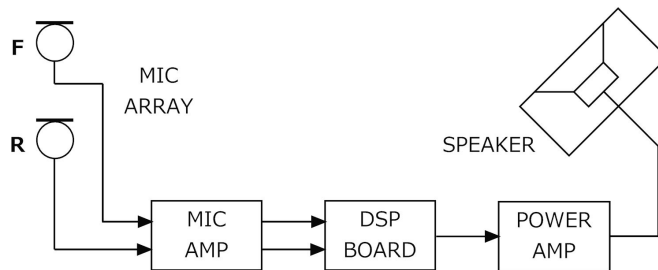 F
MIC
ARRAY
R
SPEAKER
MIC
AMP
DSP
BOARD
POWER
AMP